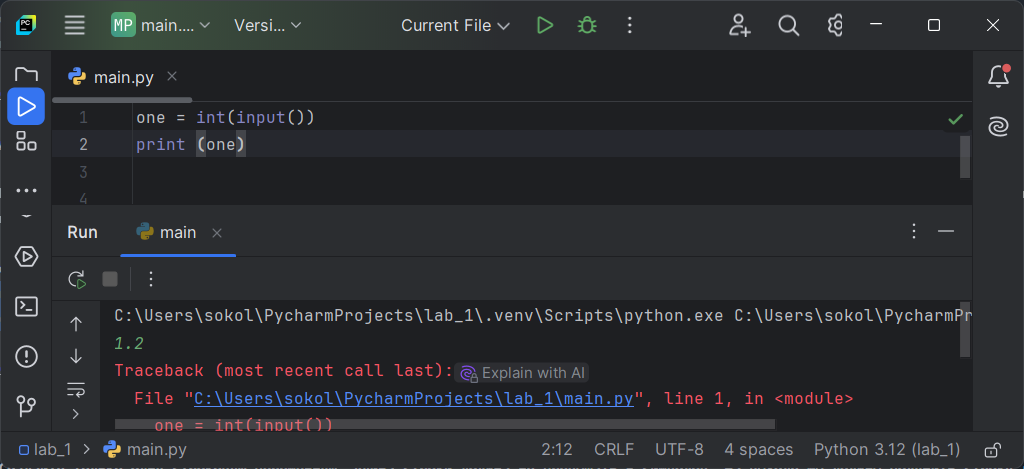 PC MP main.... Versi... Current File
main.py
1 one = int(input())
2 print (one)
3
4
Run main
C:\Users\sokol\PycharmProjects\lab_1\.venv\Scripts\python.exe C:\Users\sokol\PycharmPr
1.2
Traceback (most recent call last): Explain with AI
File "C:\Users\sokol\PycharmProjects\lab_1\main.py", line 1, in <module>
one = int(input())
lab_1 > main.py 2:12 CRLF UTF-8 4 spaces Python 3.12 (lab_1)